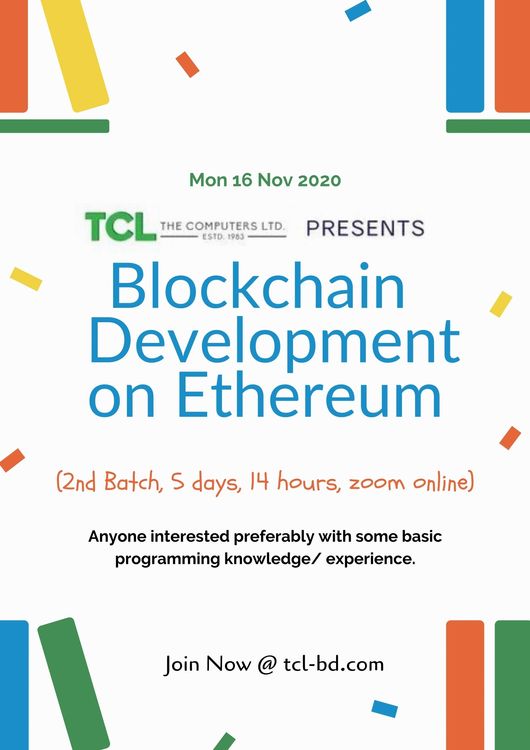 Mon 16 Nov 2020
TCL THE COMPUTERS LTD. PRESENTS
ESTD. 1983
Blockchain
Development
on Ethereum
(2nd Batch, 5 days, 14 hours, zoom online)
Anyone interested preferably with some basic
programming knowledge/ experience.
Join Now @ tcl-bd.com